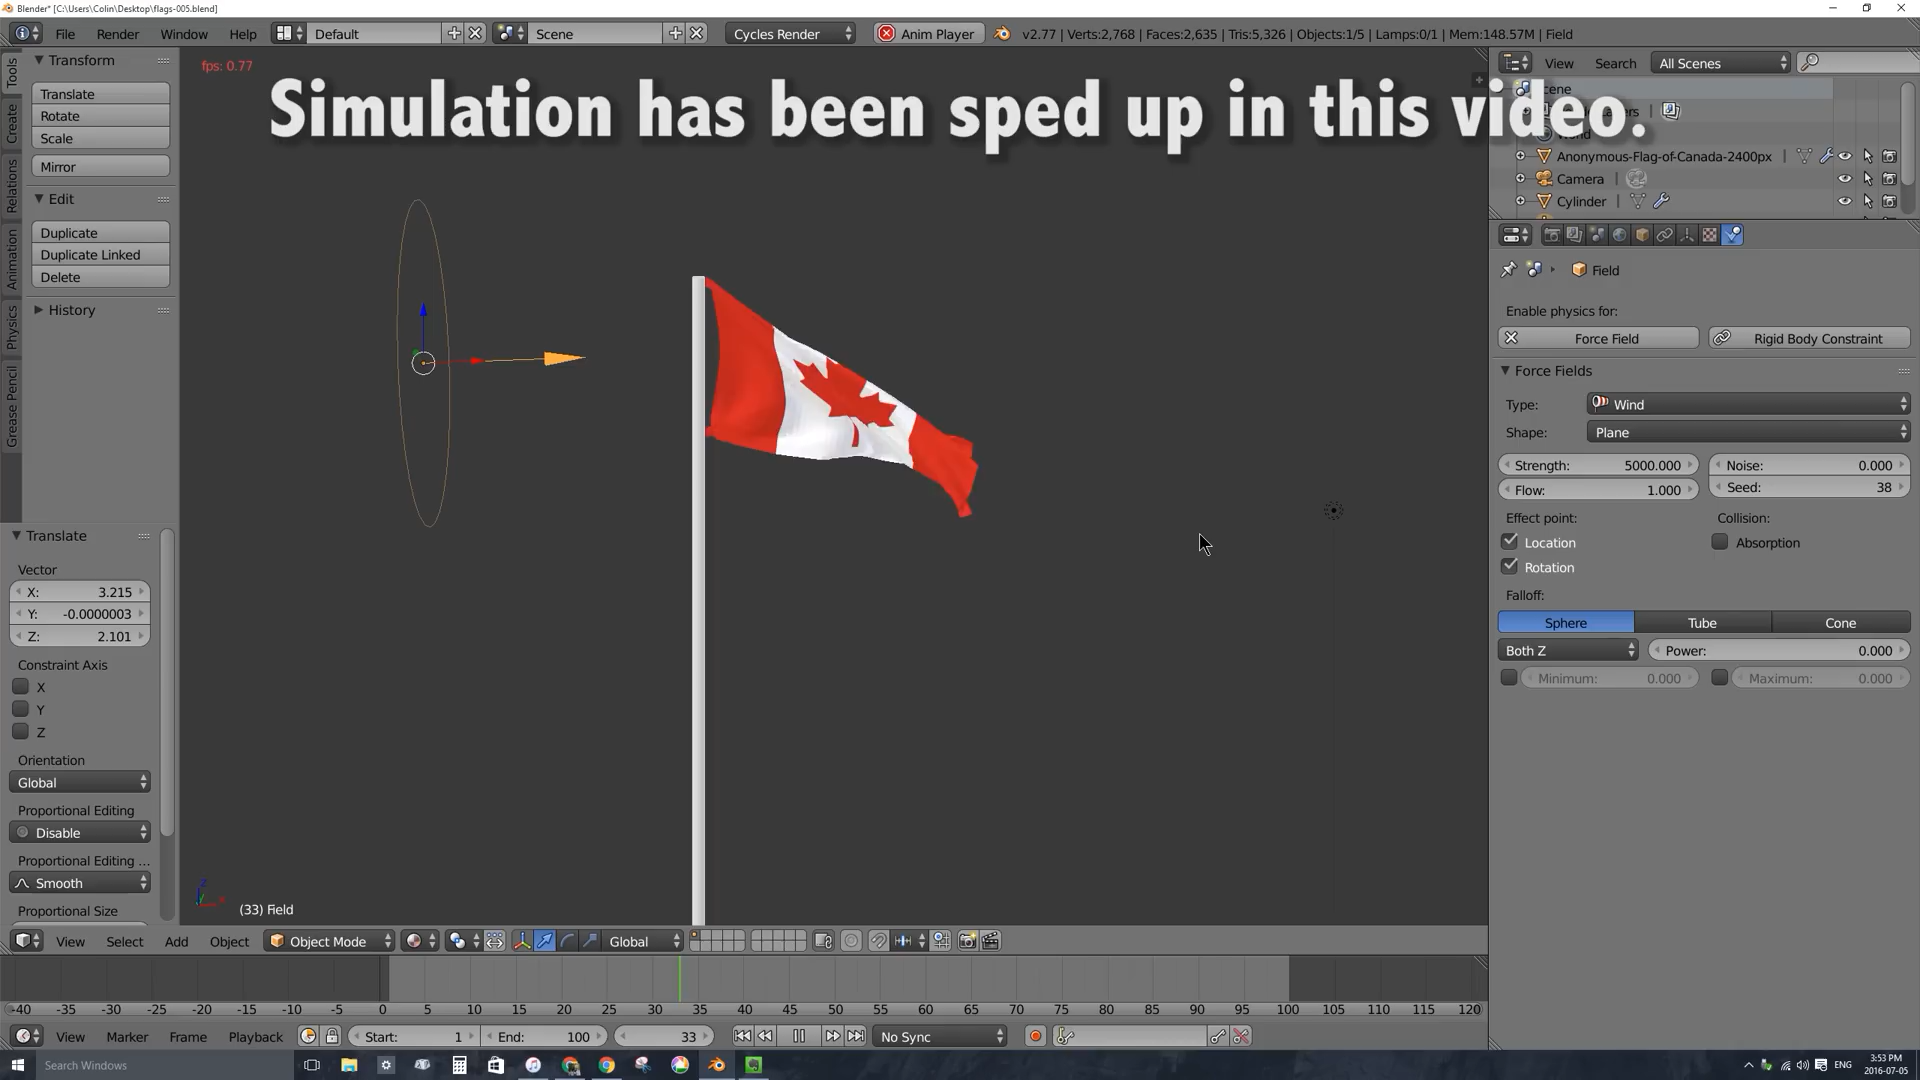 Blender* [C:\Users\Colin\Desktop\flags-005.blend]
File Render Window Help Default Scene Cycles Render Anim Player v2.77 | Verts:2,768 | Faces:2,635 | Tris:5,326 | Objects:1/5 | Lamps:0/1 | Mem:148.57M | Field
fps: 0.77
Simulation has been sped up in this video.
Tools
Create
Relations
Animation
Physics
Grease Pencil
Transform
Translate
Rotate
Scale
Mirror
Edit
Duplicate
Duplicate Linked
Delete
History
Translate
Vector
X: 3.215
Y: -0.0000003
Z: 2.101
Constraint Axis
X
Y
Z
Orientation
Global
Proportional Editing
Disable
Proportional Editing ...
Smooth
Proportional Size
(33) Field
View Search All Scenes
Anonymous-Flag-of-Canada-2400px
Camera
Cylinder
Field
Enable physics for:
Force Field Rigid Body Constraint
Force Fields
Type: Wind
Shape: Plane
Strength: 5000.000 Noise: 0.000
Flow: 1.000 Seed: 38
Effect point: Collision:
Location Absorption
Rotation
Falloff:
Sphere Tube Cone
Both Z Power: 0.000
Minimum: 0.000 Maximum: 0.000
View Select Add Object Object Mode Global
-40 -35 -30 -25 -20 -15 -10 -5 0 5 10 15 20 25 30 35 40 45 50 55 60 65 70 75 80 85 90 95 100 105 110 115 120
View Marker Frame Playback Start: 1 End: 100 33 No Sync
Search Windows ENG 3:53 PM
2016-07-05